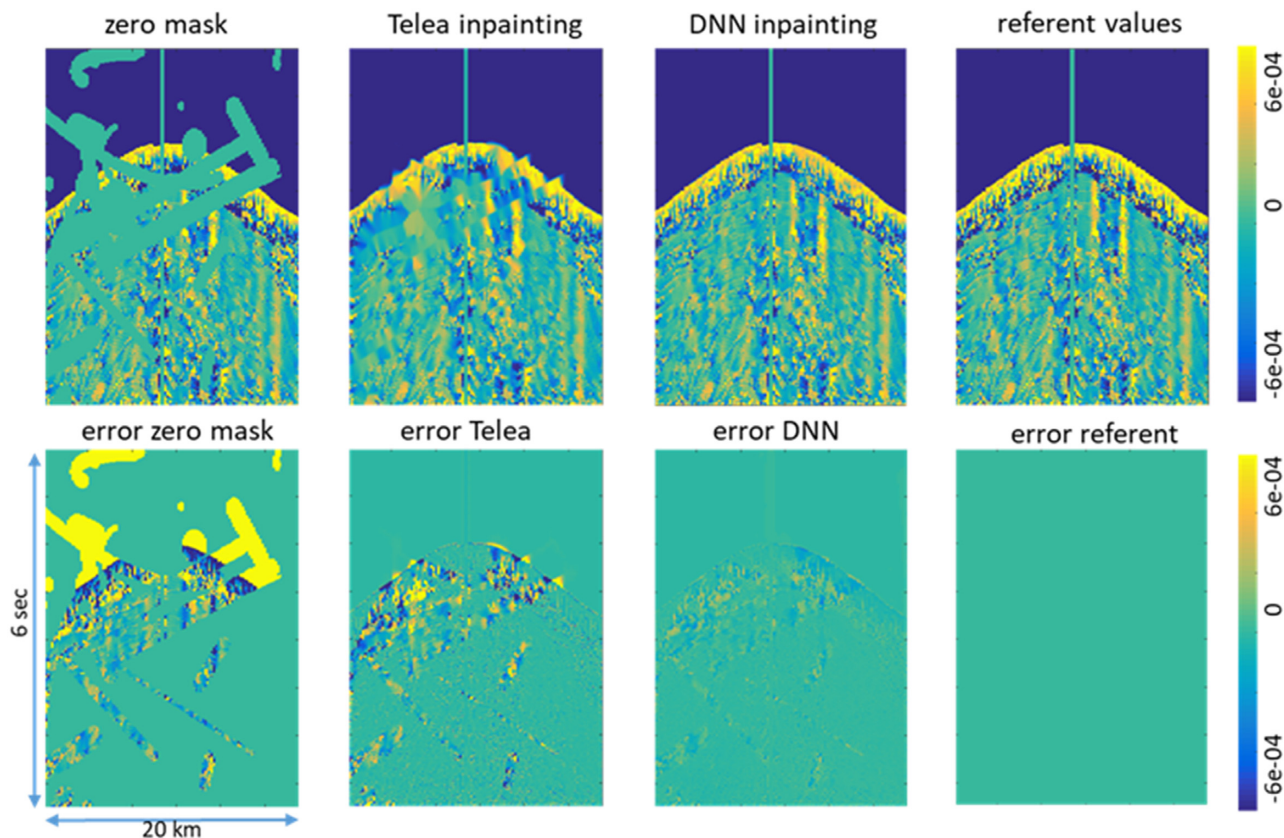 zero mask
Telea inpainting
DNN inpainting
referent values
6e-04
0
-6e-04
error zero mask
error Telea
error DNN
error referent
6e-04
0
-6e-04
6 sec
20 km